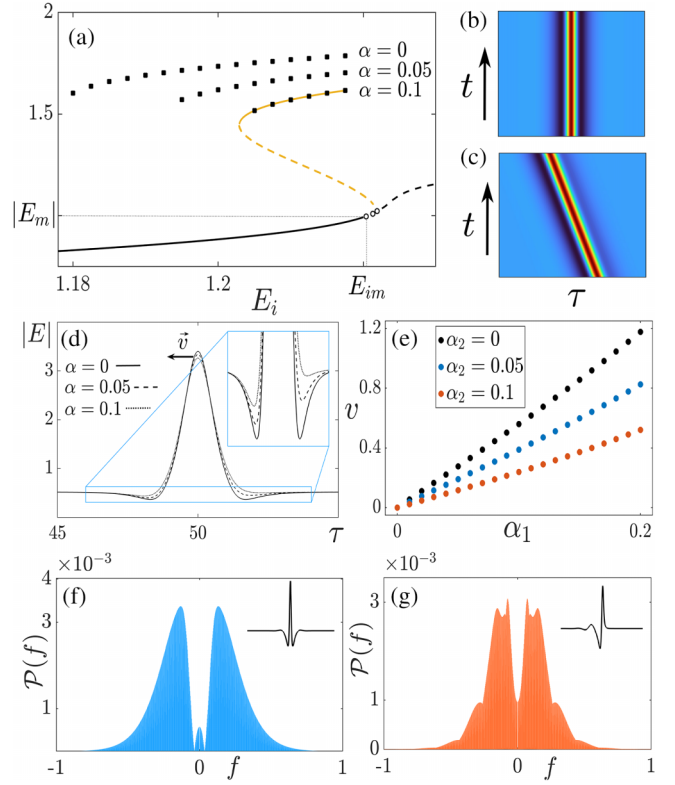 (a)
2
1.5
|E_m|
α = 0
α = 0.05
α = 0.1
1.18
1.2
E_i
E_{im}
(b)
t
(c)
t
τ
(d)
|E|
3
2
1
α = 0
α = 0.05
α = 0.1
v⃗
45
50
τ
(e)
1.2
0.8
v
0.4
0
α_2 = 0
α_2 = 0.05
α_2 = 0.1
0
α_1
0.2
×10^{−3}
(f)
4
3
1
𝒫(f)
-1
0
f
1
×10^{−3}
(g)
3
1
0
𝒫(f)
-1
0
f
1